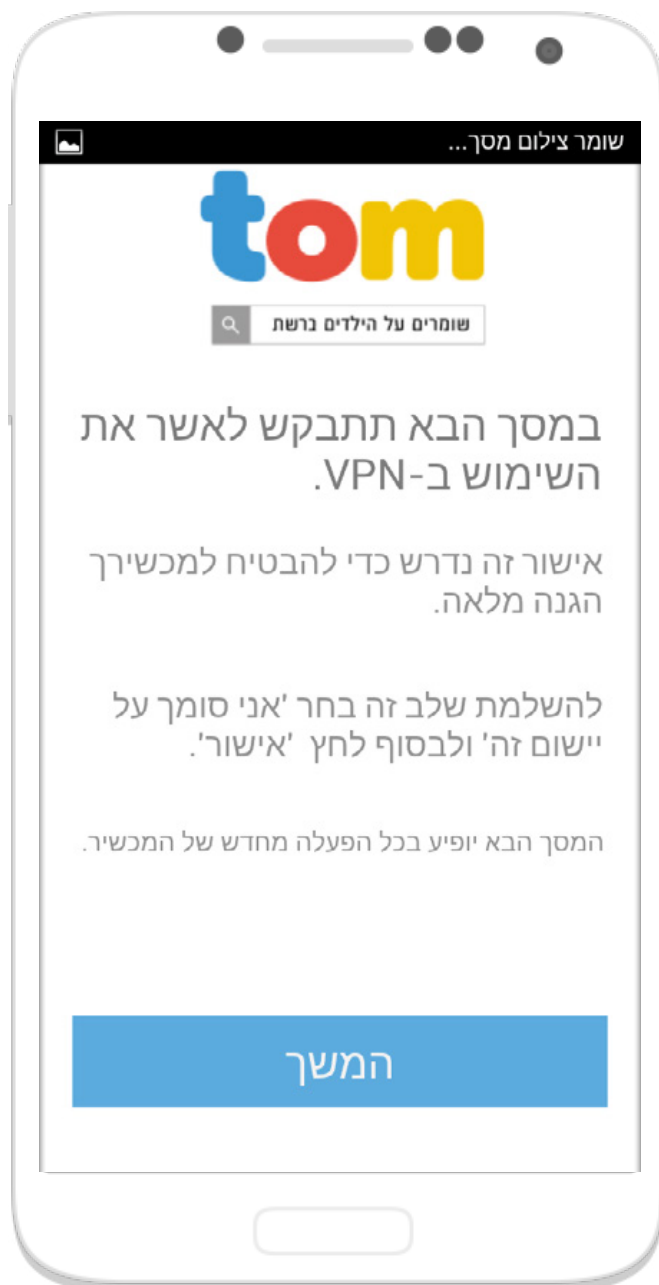 שומר צילום מסך...
tom
שומרים על הילדים ברשת
במסך הבא תתבקש לאשר את
השימוש ב-VPN.
אישור זה נדרש כדי להבטיח למכשירך
הגנה מלאה.
להשלמת שלב זה בחר 'אני סומך על
יישום זה' ולבסוף לחץ 'אישור'.
המסך הבא יופיע בכל הפעלה מחדש של המכשיר.
המשך